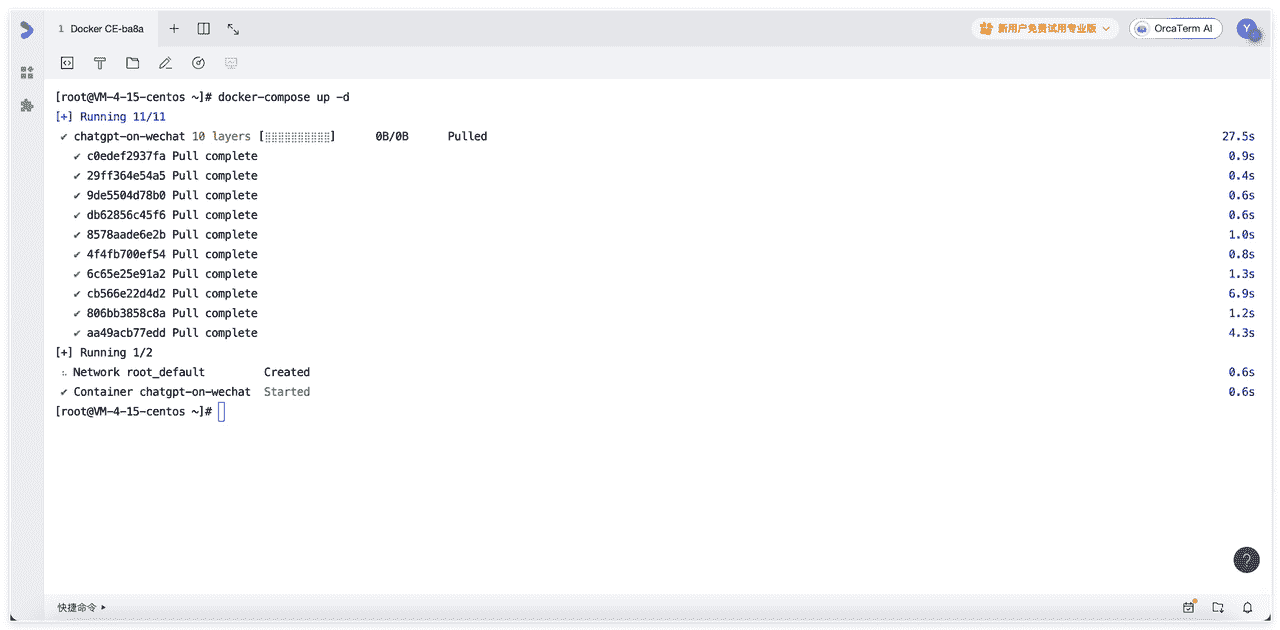 1 Docker CE-ba8a
新用户免费试用专业版
OrcaTerm AI
Y
[root@VM-4-15-centos ~]# docker-compose up -d
[+] Running 11/11
✔ chatgpt-on-wechat 10 layers [⣿⣿⣿⣿⣿⣿⣿⣿⣿⣿] 0B/0B Pulled 27.5s
✔ c0edef2937fa Pull complete 0.9s
✔ 29ff364e54a5 Pull complete 0.4s
✔ 9de5504d78b0 Pull complete 0.6s
✔ db62856c45f6 Pull complete 0.6s
✔ 8578aade6e2b Pull complete 1.0s
✔ 4f4fb700ef54 Pull complete 0.8s
✔ 6c65e25e91a2 Pull complete 1.3s
✔ cb566e22d4d2 Pull complete 6.9s
✔ 806bb3858c8a Pull complete 1.2s
✔ aa49acb77edd Pull complete 4.3s
[+] Running 1/2
Network root_default Created 0.6s
✔ Container chatgpt-on-wechat Started 0.6s
[root@VM-4-15-centos ~]#
快捷命令